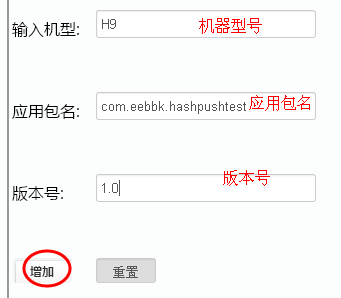 输入机型: H9 机器型号
应用包名: com.eebbk.hashpushtest 应用包名
版本号: 1.0 版本号
增加 重置